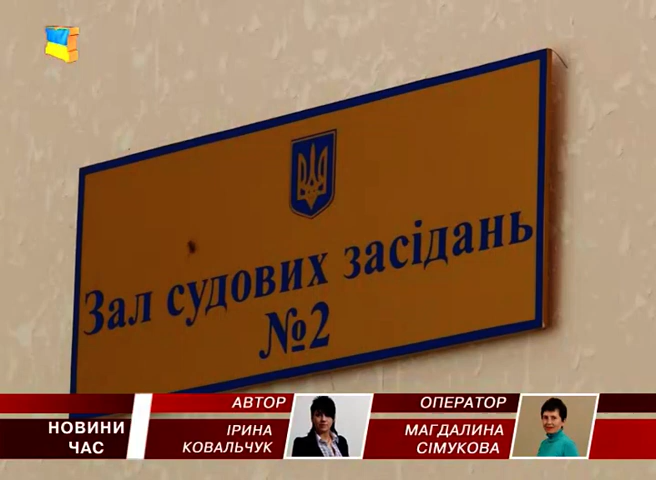 Зал судових засідань
№2
НОВИНИ
ЧАС
АВТОР
ІРИНА
КОВАЛЬЧУК
ОПЕРАТОР
МАГДАЛИНА
СІМУКОВА